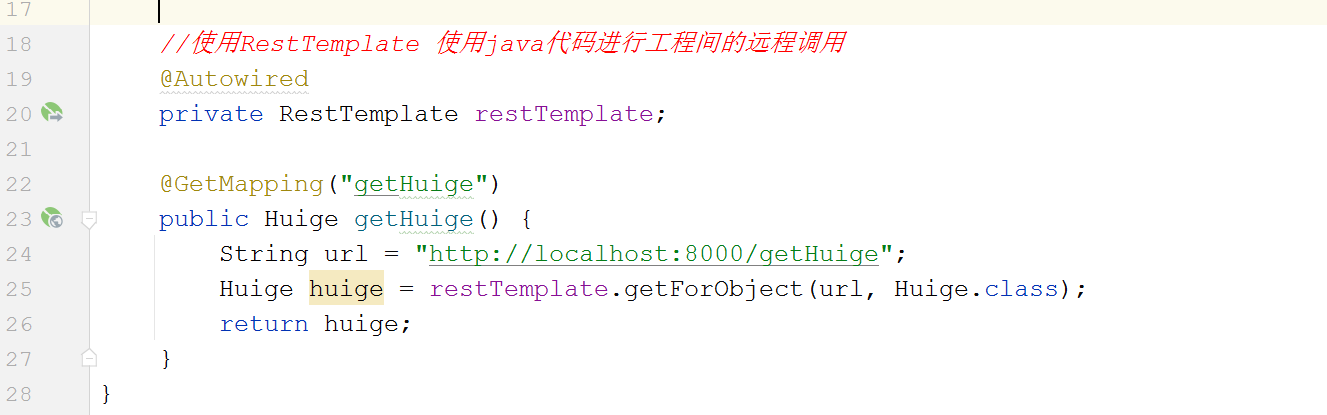 17
18 //使用RestTemplate 使用java代码进行工程间的远程调用
19 @Autowired
20 private RestTemplate restTemplate;
21
22 @GetMapping("getHuige")
23 public Huige getHuige() {
24 String url = "http://localhost:8000/getHuige";
25 Huige huige = restTemplate.getForObject(url, Huige.class);
26 return huige;
27 }
28 }